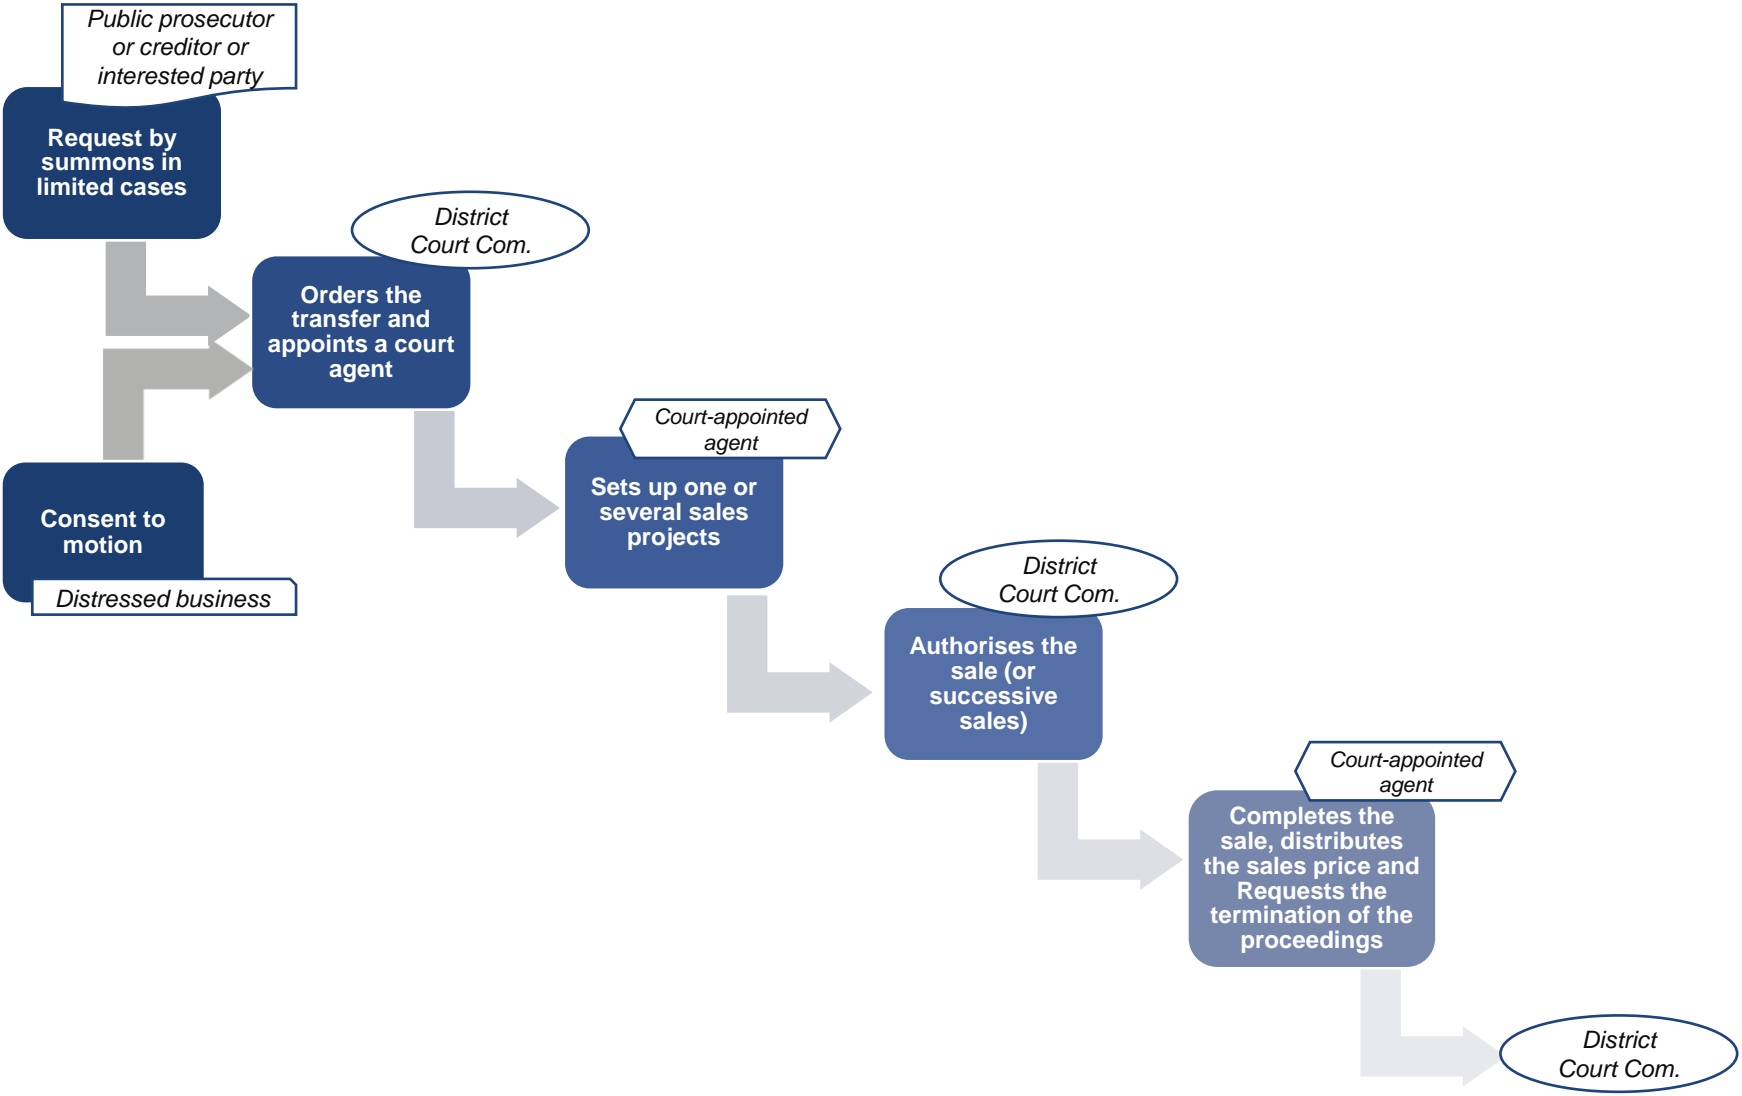 Public prosecutor
or creditor or
interested party
Request by
summons in
limited cases
District
Court Com.
Orders the
transfer and
appoints a court
agent
Consent to
motion
Distressed business
Court-appointed
agent
Sets up one or
several sales
projects
District
Court Com.
Authorises the
sale (or
successive
sales)
Court-appointed
agent
Completes the
sale, distributes
the sales price and
Requests the
termination of the
proceedings
District
Court Com.